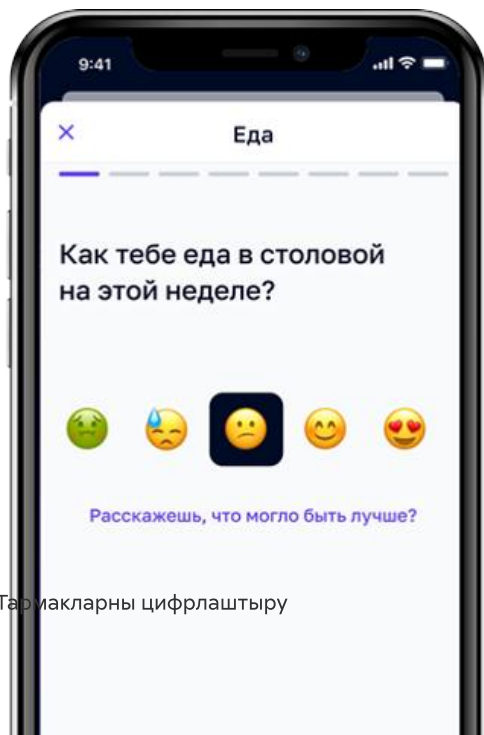 9:41
Еда
Как тебе еда в столовой
на этой неделе?
Расскажешь, что могло быть лучше?
Тармакларны цифрлаштыру